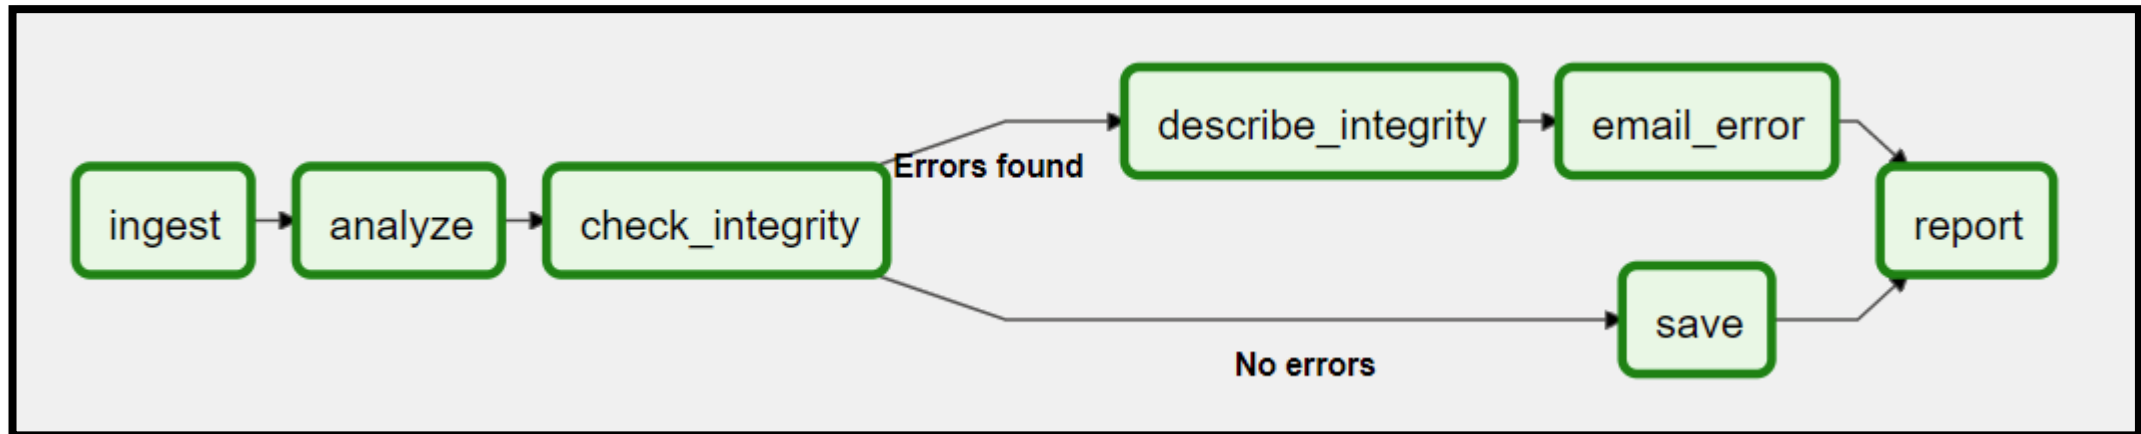 ingest
analyze
check_integrity
Errors found
describe_integrity
email_error
No errors
save
report